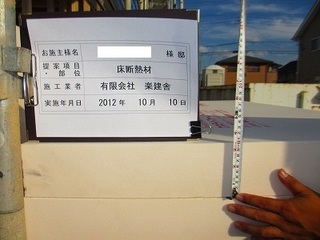 お施主様名 様邸
提案項目・部位 床断熱材
施工業者 有限会社 楽建舎
実施年月日 2012年 10月 10日